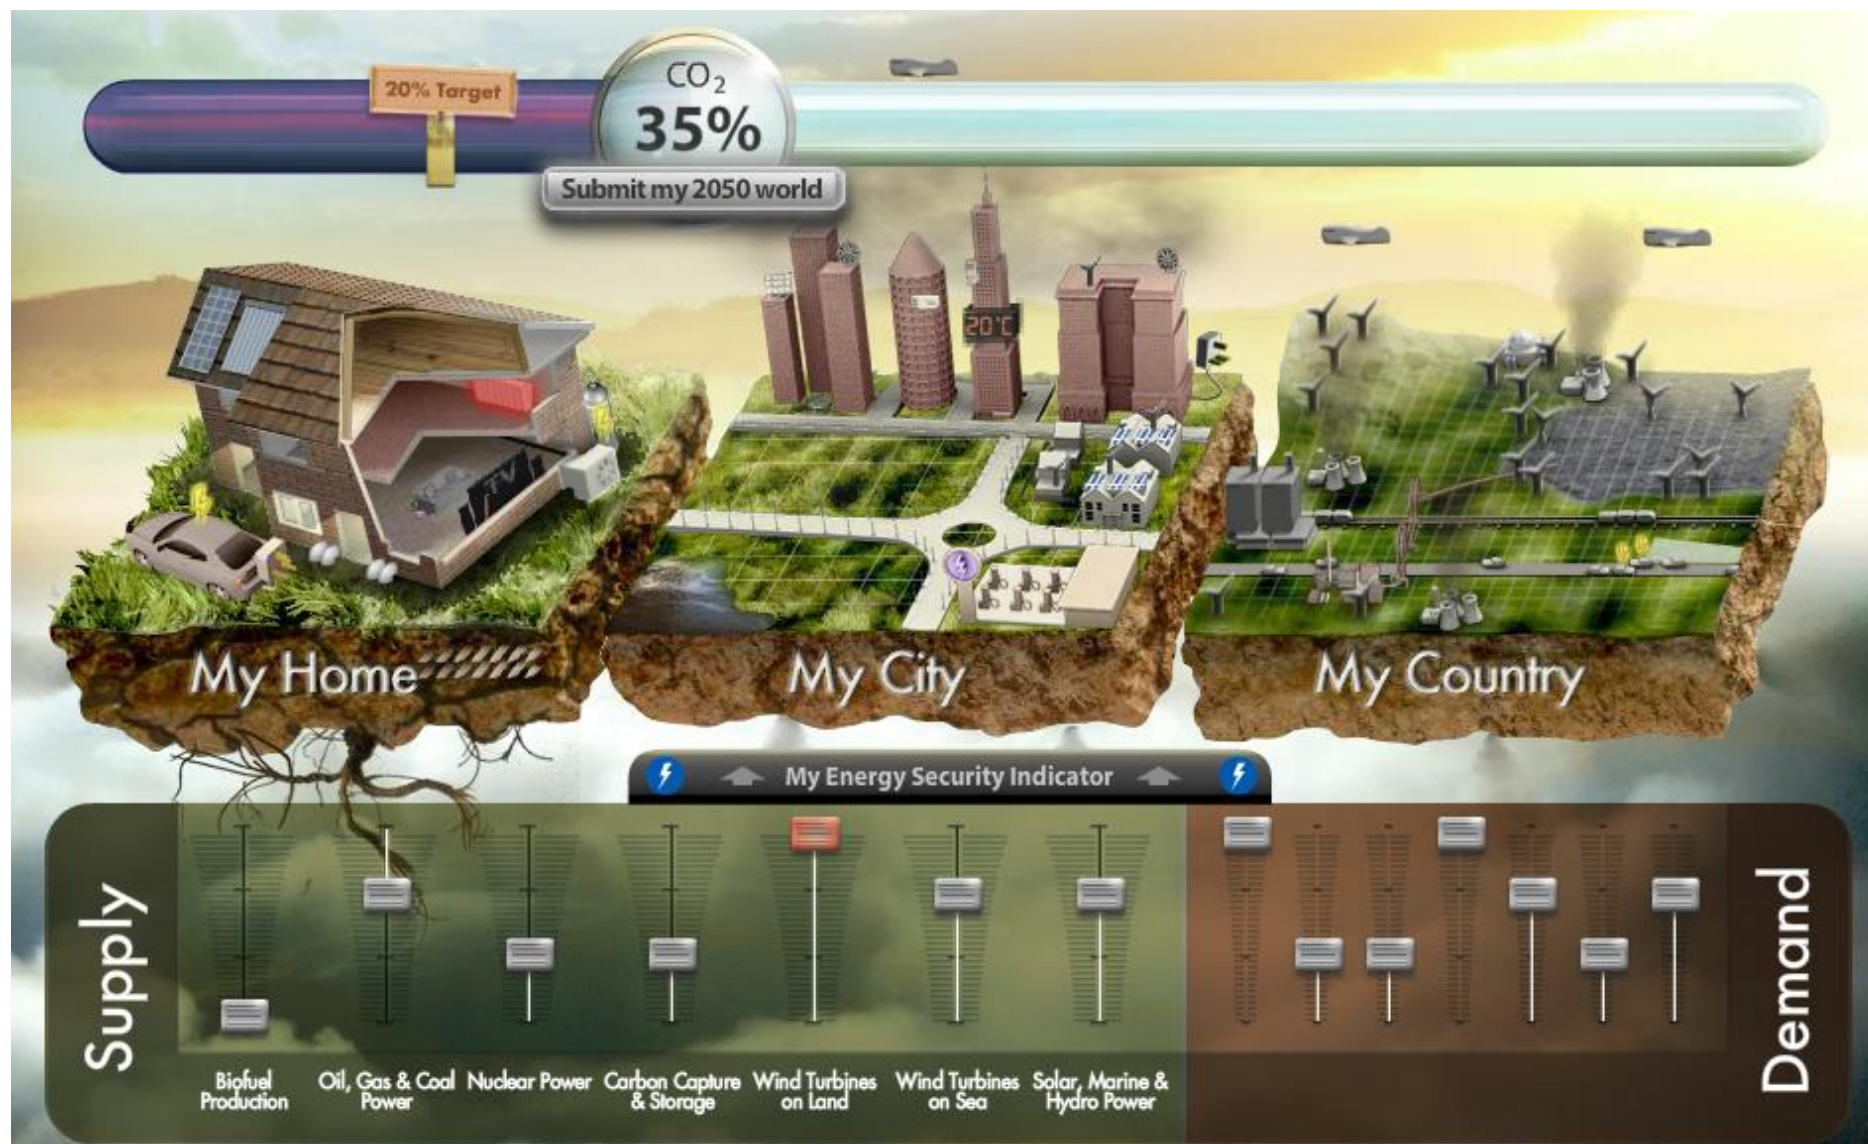 20% Target
CO2
35%
Submit my 2050 world
20°C
TV
My Home
My City
My Country
My Energy Security Indicator
Supply
Biofuel
Production
Oil, Gas & Coal
Power
Nuclear Power
Carbon Capture
& Storage
Wind Turbines
on Land
Wind Turbines
on Sea
Solar, Marine &
Hydro Power
Demand